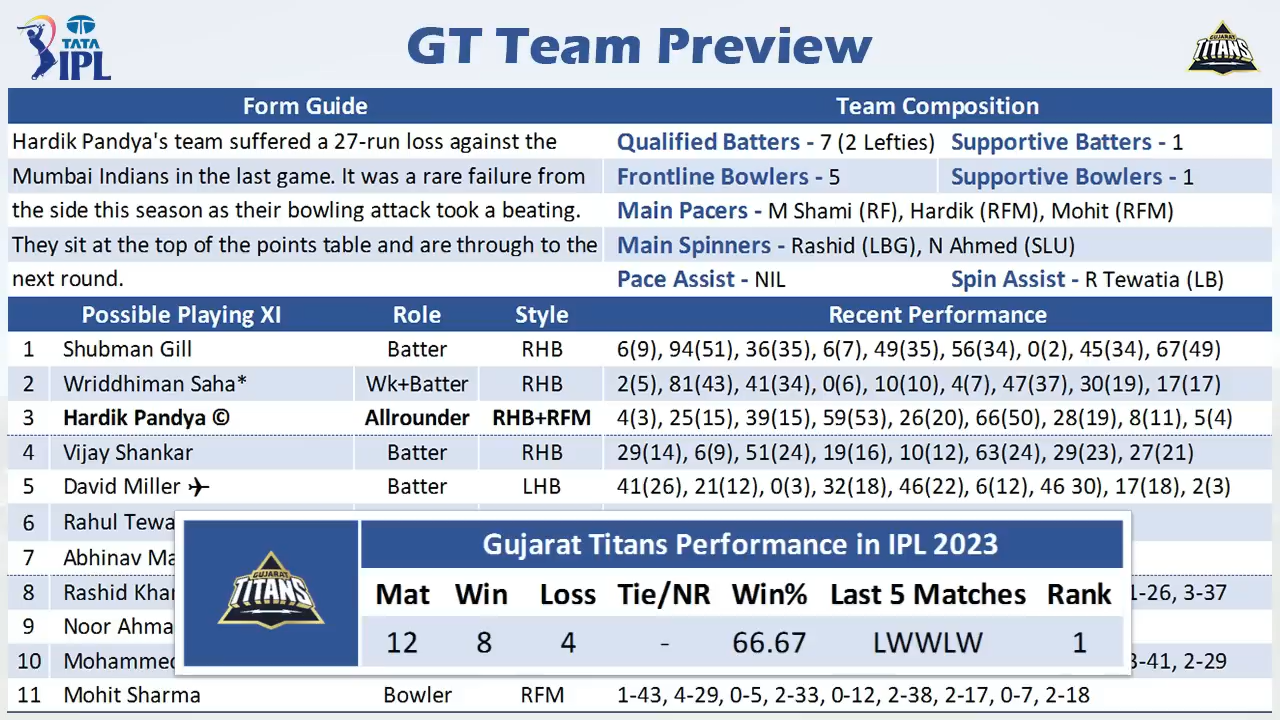 TATA
IPL
GT Team Preview
GUJARAT
TITANS
Form Guide
Team Composition
Hardik Pandya's team suffered a 27-run loss against the
Mumbai Indians in the last game. It was a rare failure from
the side this season as their bowling attack took a beating.
They sit at the top of the points table and are through to the
next round.
Qualified Batters - 7 (2 Lefties) Supportive Batters - 1
Frontline Bowlers - 5 Supportive Bowlers - 1
Main Pacers - M Shami (RF), Hardik (RFM), Mohit (RFM)
Main Spinners - Rashid (LBG), N Ahmed (SLU)
Pace Assist - NIL Spin Assist - R Tewatia (LB)
Possible Playing XI Role Style Recent Performance
1 Shubman Gill Batter RHB 6(9), 94(51), 36(35), 6(7), 49(35), 56(34), 0(2), 45(34), 67(49)
2 Wriddhiman Saha* Wk+Batter RHB 2(5), 81(43), 41(34), 0(6), 10(10), 4(7), 47(37), 30(19), 17(17)
3 Hardik Pandya © Allrounder RHB+RFM 4(3), 25(15), 39(15), 59(53), 26(20), 66(50), 28(19), 8(11), 5(4)
4 Vijay Shankar Batter RHB 29(14), 6(9), 51(24), 19(16), 10(12), 63(24), 29(23), 27(21)
5 David Miller ✈ Batter LHB 41(26), 21(12), 0(3), 32(18), 46(22), 6(12), 46 30), 17(18), 2(3)
6 Rahul Tewa
7 Abhinav Ma
8 Rashid Khan 1-26, 3-37
9 Noor Ahma
10 Mohammed 3-41, 2-29
11 Mohit Sharma Bowler RFM 1-43, 4-29, 0-5, 2-33, 0-12, 2-38, 2-17, 0-7, 2-18
GUJARAT
TITANS
Gujarat Titans Performance in IPL 2023
Mat Win Loss Tie/NR Win% Last 5 Matches Rank
12 8 4 - 66.67 LWWLW 1